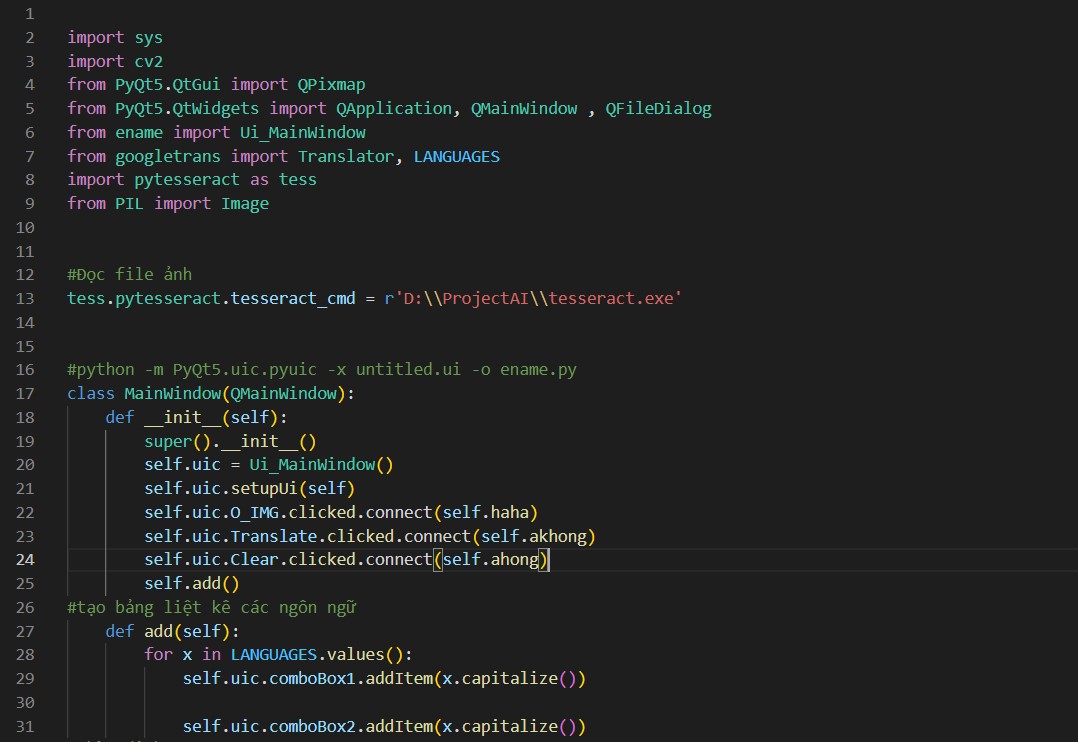 1
2 import sys
3 import cv2
4 from PyQt5.QtGui import QPixmap
5 from PyQt5.QtWidgets import QApplication, QMainWindow , QFileDialog
6 from ename import Ui_MainWindow
7 from googletrans import Translator, LANGUAGES
8 import pytesseract as tess
9 from PIL import Image
10
11
12 #Đọc file ảnh
13 tess.pytesseract.tesseract_cmd = r'D:\\ProjectAI\\tesseract.exe'
14
15
16 #python -m PyQt5.uic.pyuic -x untitled.ui -o ename.py
17 class MainWindow(QMainWindow):
18     def __init__(self):
19         super().__init__()
20         self.uic = Ui_MainWindow()
21         self.uic.setupUi(self)
22         self.uic.O_IMG.clicked.connect(self.haha)
23         self.uic.Translate.clicked.connect(self.akhong)
24         self.uic.Clear.clicked.connect(self.ahong)
25         self.add()
26 #tạo bảng liệt kê các ngôn ngữ
27     def add(self):
28         for x in LANGUAGES.values():
29             self.uic.comboBox1.addItem(x.capitalize())
30
31             self.uic.comboBox2.addItem(x.capitalize())